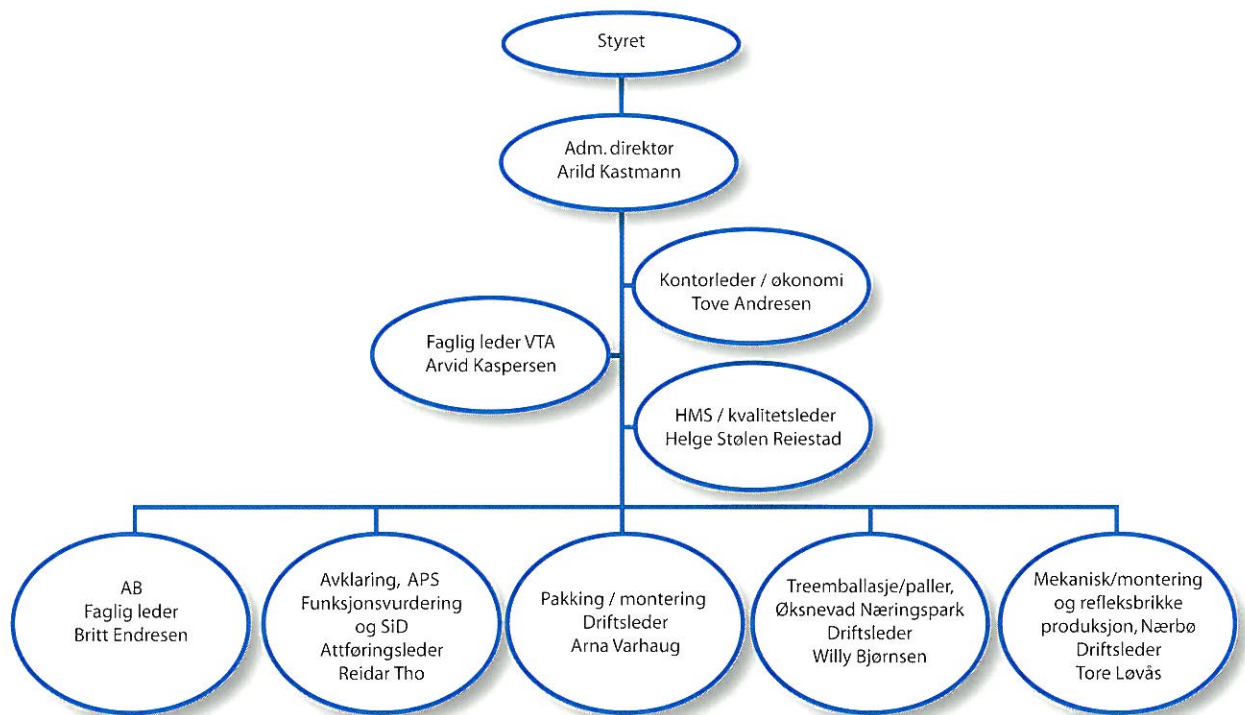 Styret
Adm. direktør
Arild Kastmann
Kontorleder / økonomi
Tove Andresen
Faglig leder VTA
Arvid Kaspersen
HMS / kvalitetsleder
Helge Stølen Reiestad
AB
Faglig leder
Britt Endresen
Avklaring, APS
Funksjonsvurdering
og SiD
Attføringsleder
Reidar Tho
Pakking / montering
Driftsleder
Arna Varhaug
Treemballasje/paller,
Øksnevad Næringspark
Driftsleder
Willy Bjørnsen
Mekanisk/montering
og refleksbrikke
produksjon, Nærbø
Driftsleder
Tore Løvås